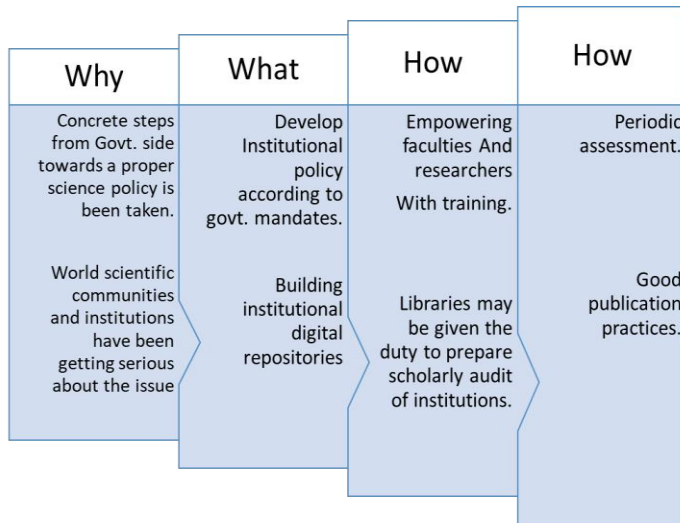 Why
Concrete steps
from Govt. side
towards a proper
science policy is
been taken.
World scientific
communities
and institutions
have been
getting serious
about the issue
What
Develop
Institutional
policy
according to
govt. mandates.
Building
institutional
digital
repositories
How
Empowering
faculties And
researchers
With training.
Libraries may
be given the
duty to prepare
scholarly audit
of institutions.
How
Periodic
assessment.
Good
publication
practices.